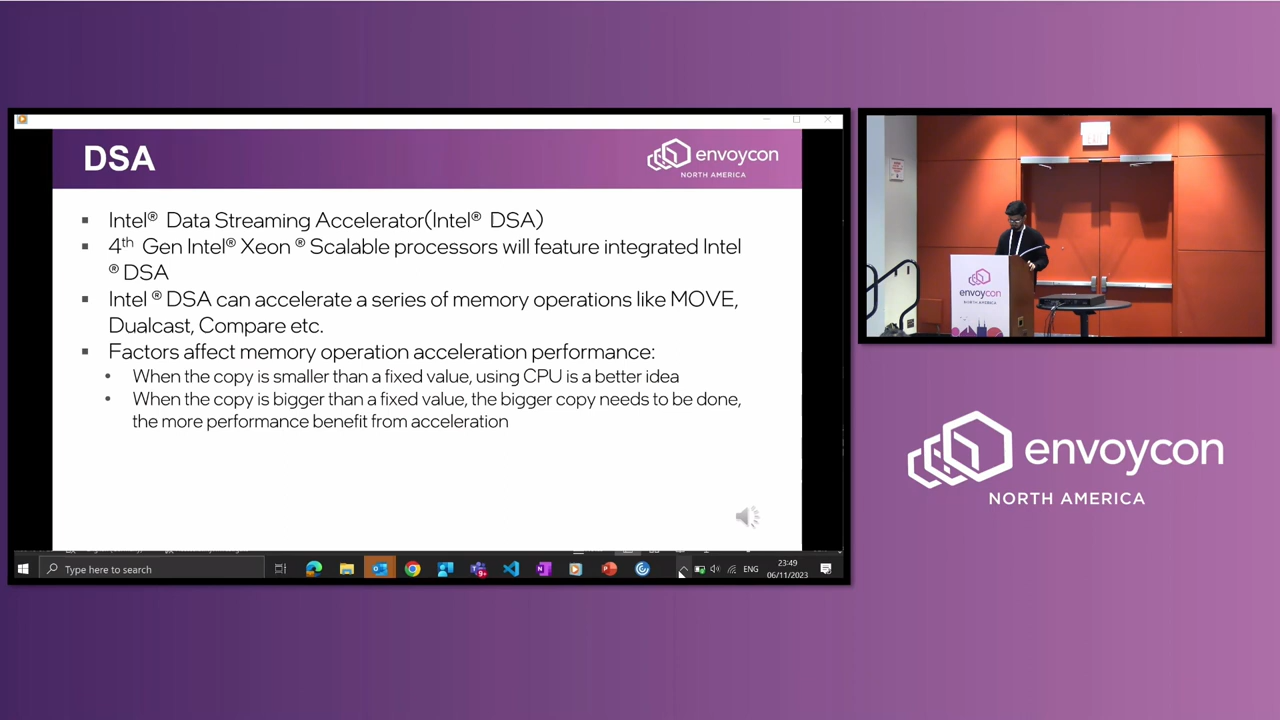 DSA
envoycon
NORTH AMERICA
Intel® Data Streaming Accelerator(Intel® DSA)
4th Gen Intel® Xeon ® Scalable processors will feature integrated Intel
® DSA
Intel ® DSA can accelerate a series of memory operations like MOVE,
Dualcast, Compare etc.
Factors affect memory operation acceleration performance:
When the copy is smaller than a fixed value, using CPU is a better idea
When the copy is bigger than a fixed value, the bigger copy needs to be done,
the more performance benefit from acceleration
Type here to search
ENG
23:49
06/11/2023
EXIT
envoycon
NORTH AMERICA
envoycon
NORTH AMERICA